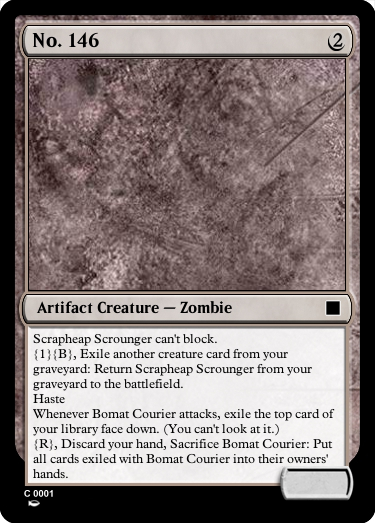 No. 146
2
Artifact Creature — Zombie
Scrapheap Scrounger can't block.
{1}{B}, Exile another creature card from your
graveyard: Return Scrapheap Scrounger from your
graveyard to the battlefield.
Haste
Whenever Bomat Courier attacks, exile the top card of
your library face down. (You can't look at it.)
{R}, Discard your hand, Sacrifice Bomat Courier: Put
all cards exiled with Bomat Courier into their owners'
hands.
C 0001